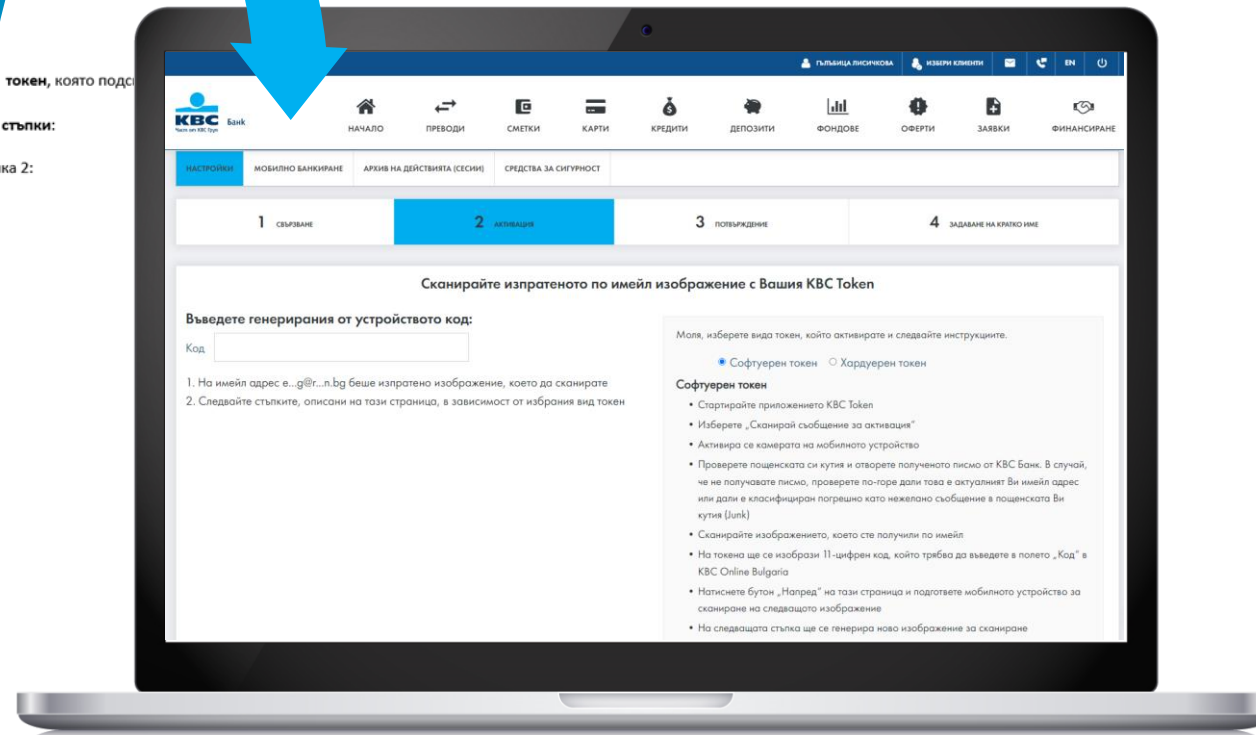 токен, която подс
стъпки:
ка 2:
ГЪЛЪБИЦА ЛИСИЧКОВА
ИЗБЕРИ КЛИЕНТИ
EN
KBC Банк
Част от KBC Груп
НАЧАЛО
ПРЕВОДИ
СМЕТКИ
КАРТИ
КРЕДИТИ
ДЕПОЗИТИ
ФОНДОВЕ
ОФЕРТИ
ЗАЯВКИ
ФИНАНСИРАНЕ
НАСТРОЙКИ
МОБИЛНО БАНКИРАНЕ
АРХИВ НА ДЕЙСТВИЯТА (СЕСИИ)
СРЕДСТВА ЗА СИГУРНОСТ
1 СВЪРЗВАНЕ
2 АКТИВАЦИЯ
3 ПОТВЪРЖДЕНИЕ
4 ЗАДАВАНЕ НА КРАТКО ИМЕ
Сканирайте изпратеното по имейл изображение с Вашия KBC Token
Въведете генерирания от устройството код:
Код
1. На имейл адрес e...g@r...n.bg беше изпратено изображение, което да сканирате
2. Следвайте стъпките, описани на тази страница, в зависимост от избрания вид токен
Моля, изберете вида токен, който активирате и следвайте инструкциите.
Софтуерен токен
Хардуерен токен
Софтуерен токен
• Стартирайте приложението KBC Token
• Изберете „Сканирай съобщение за активация“
• Активира се камерата на мобилното устройство
• Проверете пощенската си кутия и отворете полученото писмо от KBC Банк. В случай,
че не получавате писмо, проверете по-горе дали това е актуалният Ви имейл адрес
или дали е класифициран погрешно като нежелано съобщение в пощенската Ви
кутия (Junk)
• Сканирайте изображението, което сте получили по имейл
• На токена ще се изобрази 11-цифрен код, който трябва да въведете в полето „Код“ в
KBC Online Bulgaria
• Натиснете бутон „Напред“ на тази страница и подгответе мобилното устройство за
сканиране на следващото изображение
• На следващата стъпка ще се генерира ново изображение за сканиране